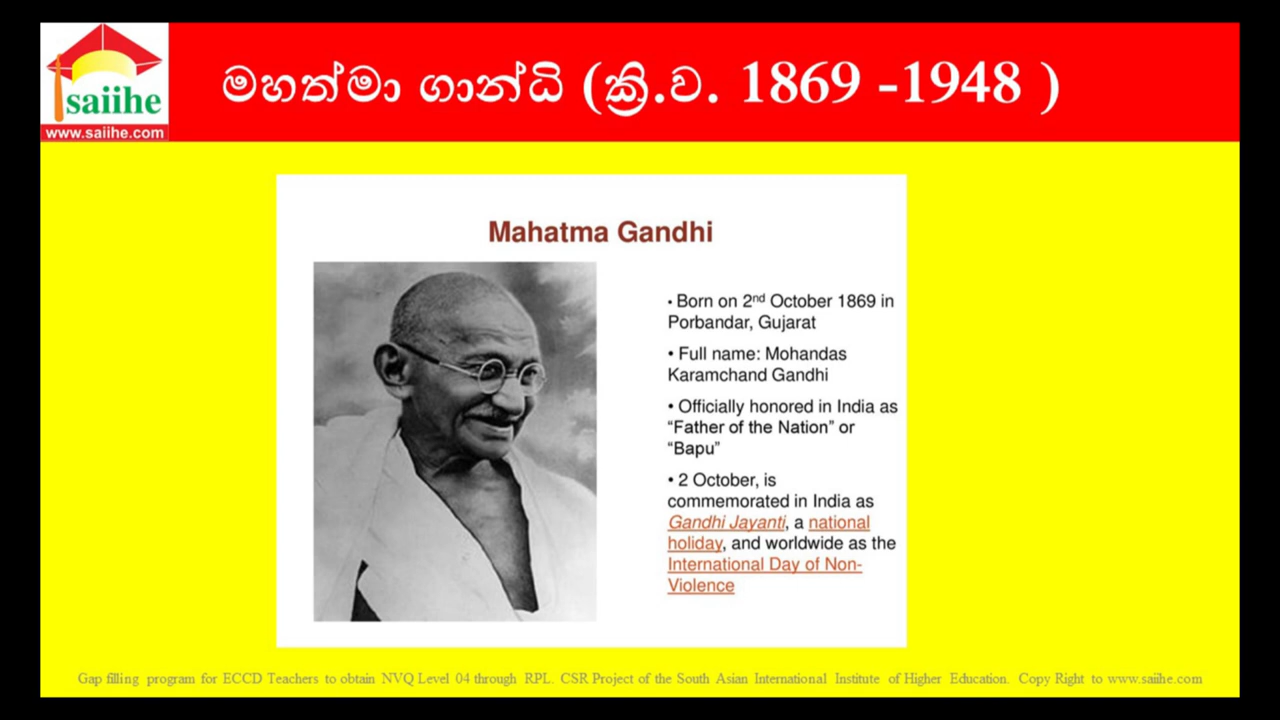 saiihe
www.saiihe.com
මහත්මා ගාන්ධි (ක්‍රි.ව. 1869 -1948 )
Mahatma Gandhi
• Born on 2nd October 1869 in
Porbandar, Gujarat
• Full name: Mohandas
Karamchand Gandhi
• Officially honored in India as
“Father of the Nation” or
“Bapu”
• 2 October, is
commemorated in India as
Gandhi Jayanti, a national
holiday, and worldwide as the
International Day of Non-
Violence
Gap filling program for ECCD Teachers to obtain NVQ Level 04 through RPL. CSR Project of the South Asian International Institute of Higher Education. Copy Right to www.saiihe.com